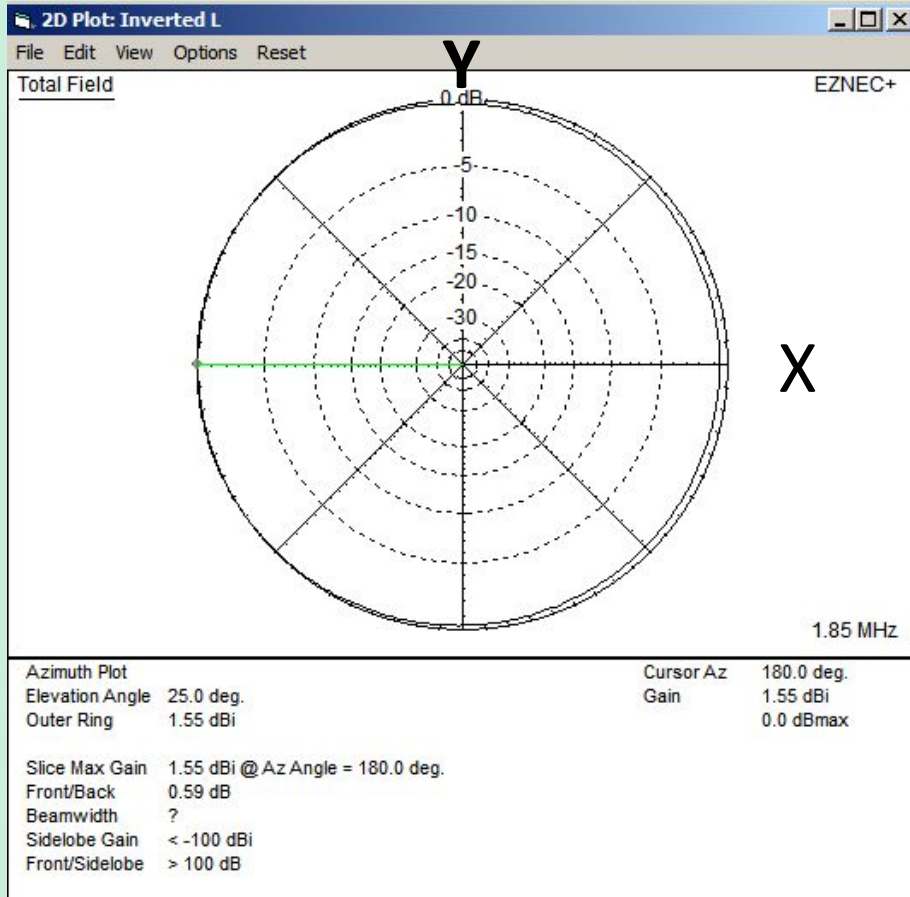 2D Plot: Inverted L
File Edit View Options Reset
Y
Total Field
EZNEC+
0 dB
-5
-10
-15
-20
-30
X
1.85 MHz
Azimuth Plot
Cursor Az 180.0 deg.
Elevation Angle 25.0 deg.
Gain 1.55 dBi
Outer Ring 1.55 dBi
0.0 dBmax
Slice Max Gain 1.55 dBi @ Az Angle = 180.0 deg.
Front/Back 0.59 dB
Beamwidth ?
Sidelobe Gain < -100 dBi
Front/Sidelobe > 100 dB